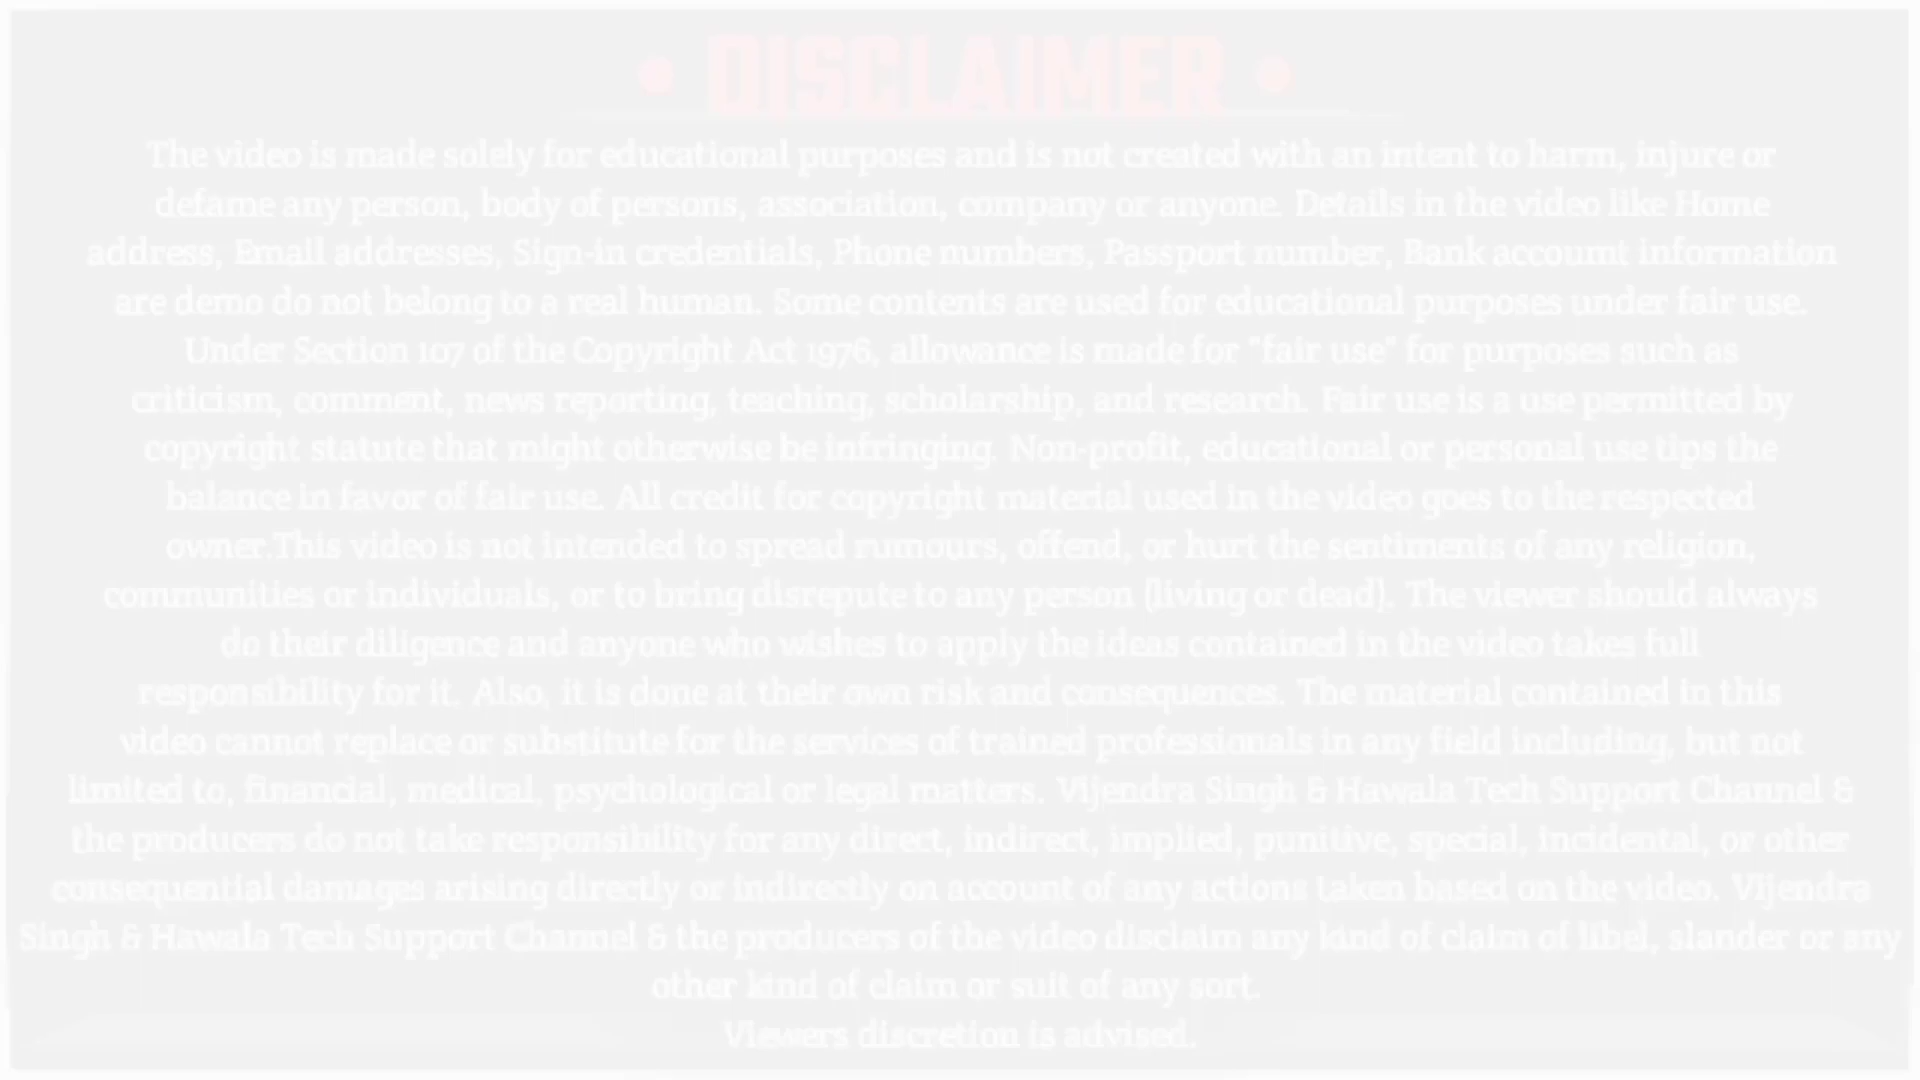 • DISCLAIMER •
The video is made solely for educational purposes and is not created with an intent to harm, injure or
defame any person, body of persons, association, company or anyone. Details in the video like Home
address, Email addresses, Sign-in credentials, Phone numbers, Passport number, Bank account information
are demo do not belong to a real human. Some contents are used for educational purposes under fair use.
Under Section 107 of the Copyright Act 1976, allowance is made for "fair use" for purposes such as
criticism, comment, news reporting, teaching, scholarship, and research. Fair use is a use permitted by
copyright statute that might otherwise be infringing. Non-profit, educational or personal use tips the
balance in favor of fair use. All credit for copyright material used in the video goes to the respected
owner.This video is not intended to spread rumours, offend, or hurt the sentiments of any religion,
communities or individuals, or to bring disrepute to any person (living or dead). The viewer should always
do their diligence and anyone who wishes to apply the ideas contained in the video takes full
responsibility for it. Also, it is done at their own risk and consequences. The material contained in this
video cannot replace or substitute for the services of trained professionals in any field including, but not
limited to, financial, medical, psychological or legal matters. Vijendra Singh & Hawala Tech Support Channel &
the producers do not take responsibility for any direct, indirect, implied, punitive, special, incidental, or other
consequential damages arising directly or indirectly on account of any actions taken based on the video. Vijendra
Singh & Hawala Tech Support Channel & the producers of the video disclaim any kind of claim of libel, slander or any
other kind of claim or suit of any sort.
Viewers discretion is advised.